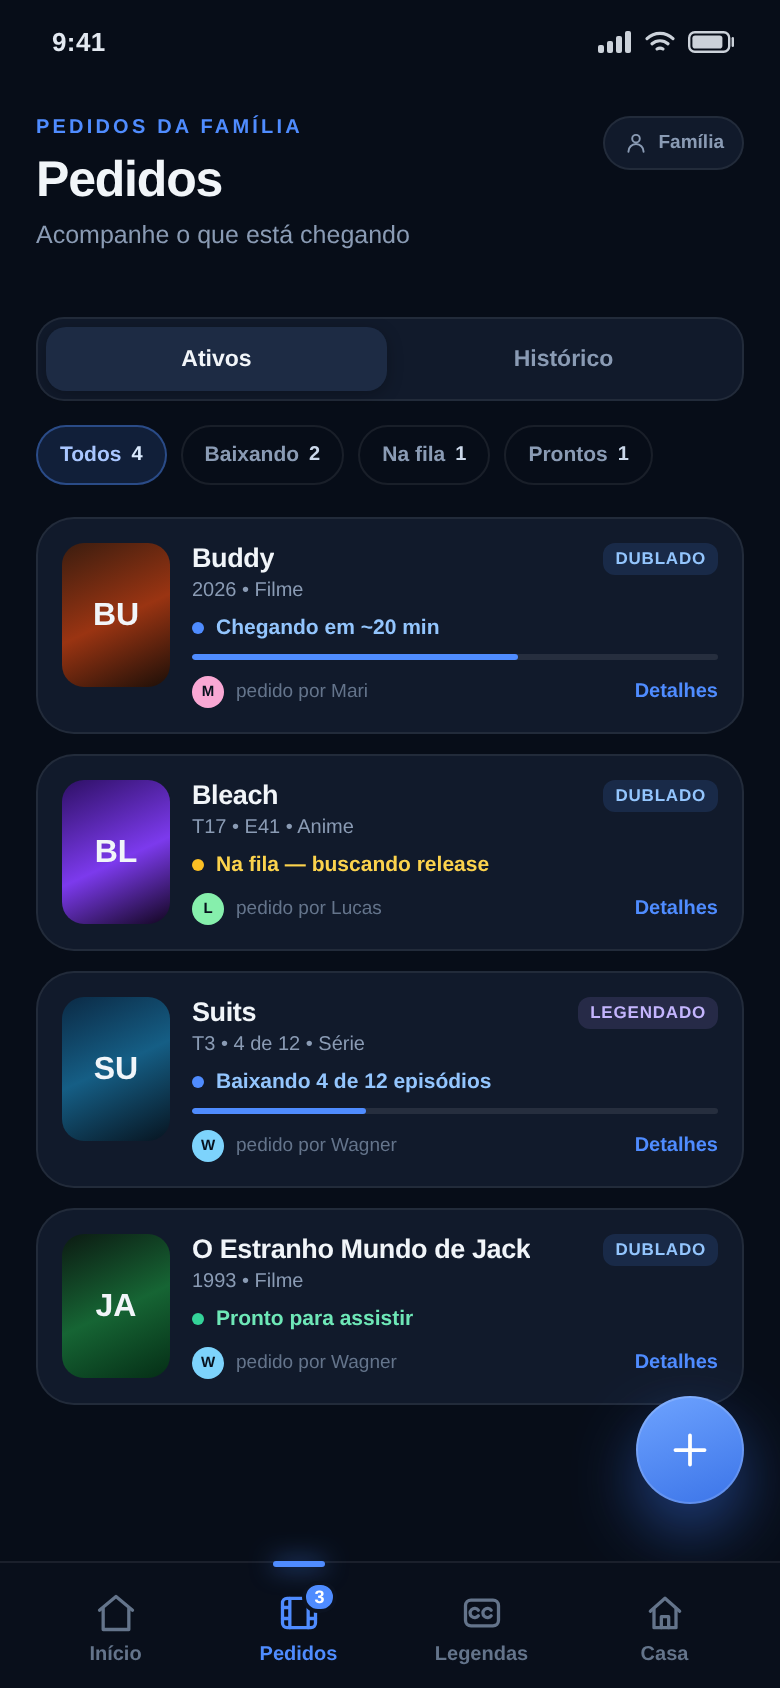 9:41
PEDIDOS DA FAMÍLIA
Família
Pedidos
Acompanhe o que está chegando
Ativos
Histórico
Todos 4
Baixando 2
Na fila 1
Prontos 1
BU
Buddy
DUBLADO
2026 • Filme
Chegando em ~20 min
M
pedido por Mari
Detalhes
BL
Bleach
DUBLADO
T17 • E41 • Anime
Na fila — buscando release
L
pedido por Lucas
Detalhes
SU
Suits
LEGENDADO
T3 • 4 de 12 • Série
Baixando 4 de 12 episódios
W
pedido por Wagner
Detalhes
JA
O Estranho Mundo de Jack
DUBLADO
1993 • Filme
Pronto para assistir
W
pedido por Wagner
Detalhes
3
CC
Início
Pedidos
Legendas
Casa